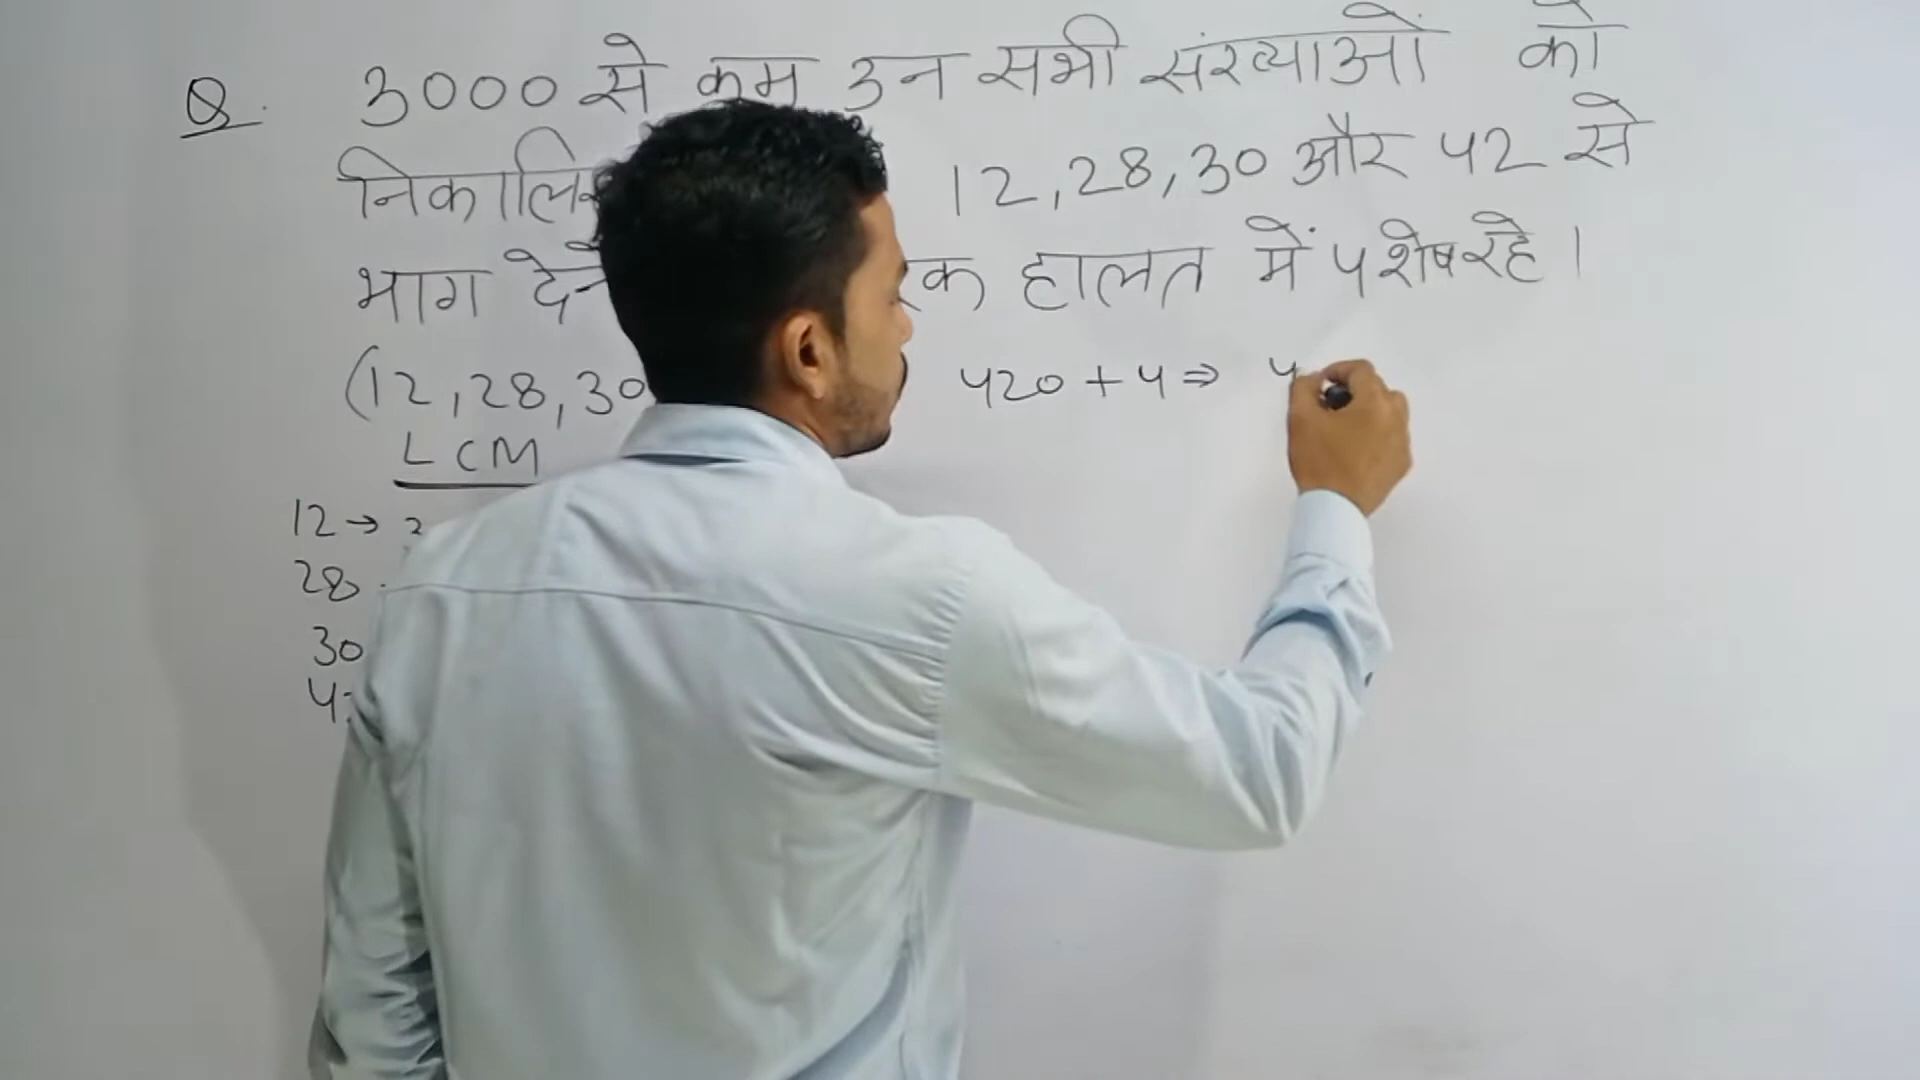 Q. 3000 से कम उन सभी संख्याओं को
12, 28, 30 और 42 से
भाग हालत में 4 शेष रहे।
(12, 28, 30 420 + 4 ⇒ 4
LCM
12 →
28
30
4